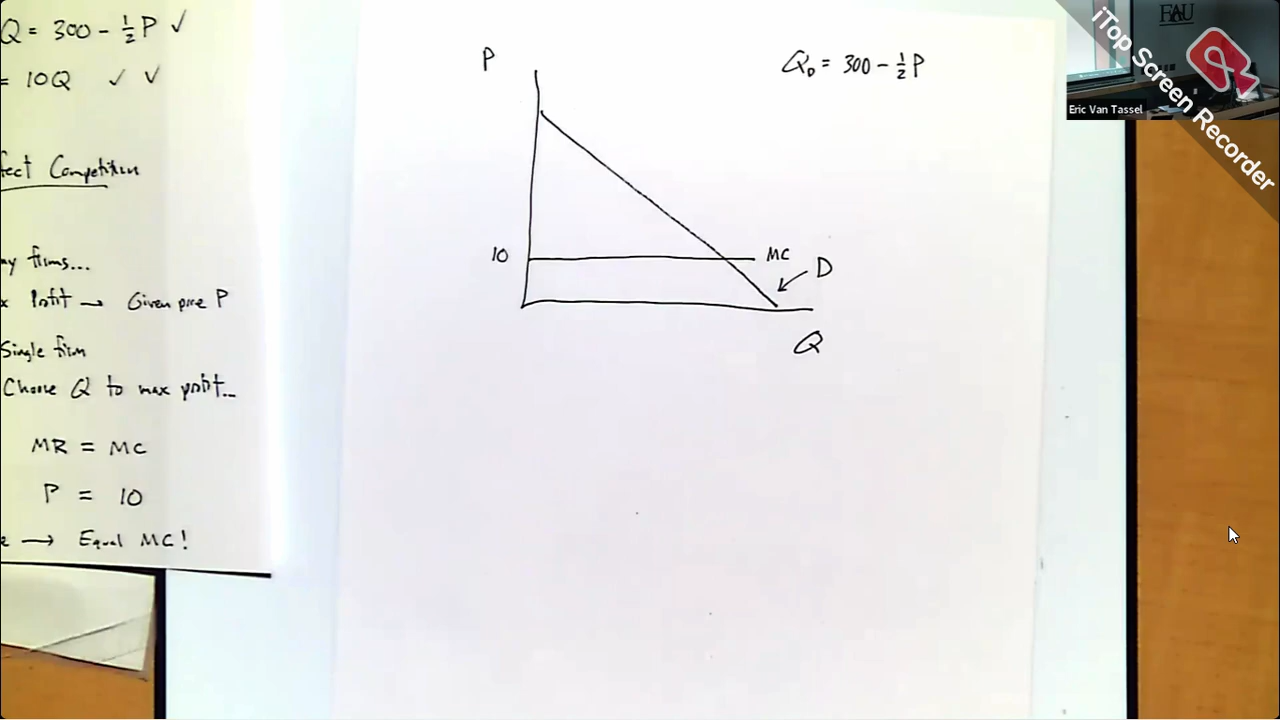 Q = 300 - ½P ✓
= 10Q ✓ ✓
fect Competition
ny firms...
x Profit → Given price P
Single firm
Choose Q to max profit...
MR = MC
P = 10
e → Equal MC!
P
Q_D = 300 - ½P
10
MC
D
Q
FAU
Eric Van Tassel
iTop Screen Recorder